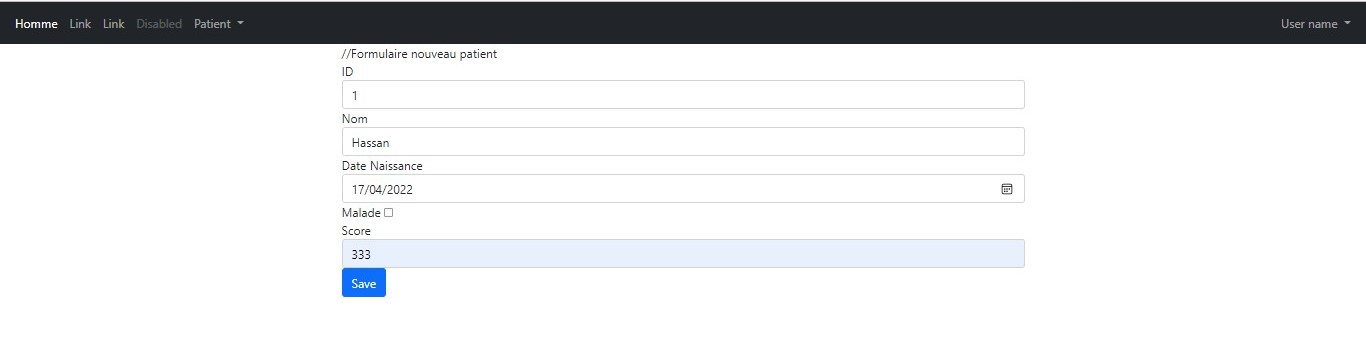 Homme Link Link Disabled Patient User name
//Formulaire nouveau patient
ID
1
Nom
Hassan
Date Naissance
17/04/2022
Malade
Score
333
Save